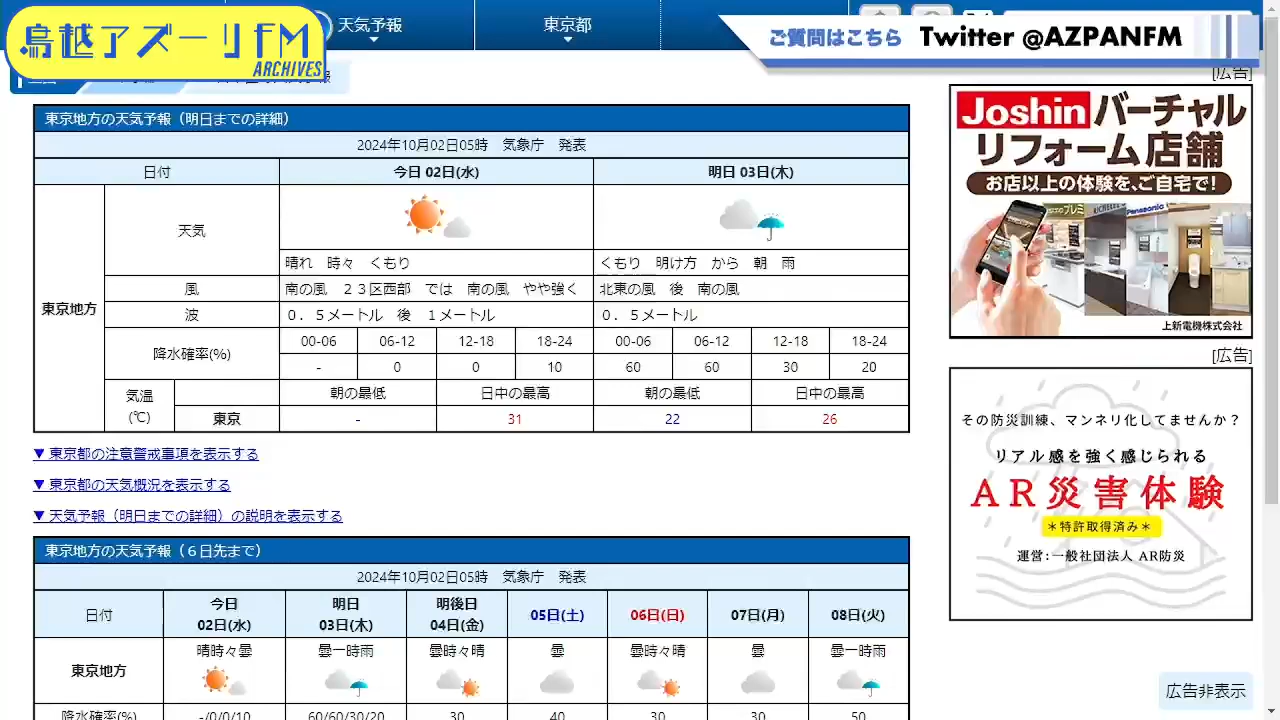 鳥越アズーリFM
ARCHIVES
天気予報
東京都
ご質問はこちら Twitter @AZPANFM
[広告]
東京地方の天気予報（明日までの詳細）
2024年10月02日05時 気象庁 発表
日付 今日 02日(水) 明日 03日(木)
東京地方
天気
晴れ 時々 くもり くもり 明け方 から 朝 雨
風 南の風 ２３区西部 では 南の風 やや強く 北東の風 後 南の風
波 ０．５メートル 後 １メートル ０．５メートル
降水確率(%)
00-06 06-12 12-18 18-24 00-06 06-12 12-18 18-24
- 0 0 10 60 60 30 20
気温
(℃)
朝の最低 日中の最高 朝の最低 日中の最高
東京 - 31 22 26
▼ 東京都の注意警戒事項を表示する
▼ 東京都の天気概況を表示する
▼ 天気予報（明日までの詳細）の説明を表示する
東京地方の天気予報（６日先まで）
2024年10月02日05時 気象庁 発表
日付
今日
02日(水)
明日
03日(木)
明後日
04日(金)
05日(土) 06日(日) 07日(月) 08日(火)
東京地方
晴時々曇 曇一時雨 曇時々晴 曇 曇時々晴 曇 曇一時雨
降水確率(%) -/0/0/10 60/60/30/20 30 40 30 30 50
Joshin バーチャル
リフォーム店舗
お店以上の体験を、ご自宅で!
Panasonic
上新電機株式会社
[広告]
その防災訓練、マンネリ化してませんか？
リアル感を強く感じられる
AR災害体験
＊特許取得済み＊
運営:一般社団法人 AR防災
広告非表示